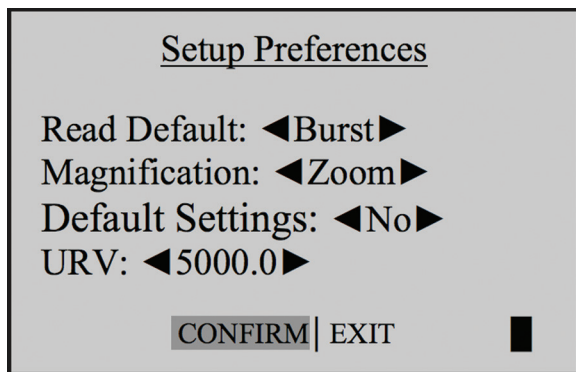 Setup Preferences
Read Default: ◀Burst▶
Magnification: ◀Zoom▶
Default Settings: ◀No▶
URV: ◀5000.0▶
CONFIRM| EXIT